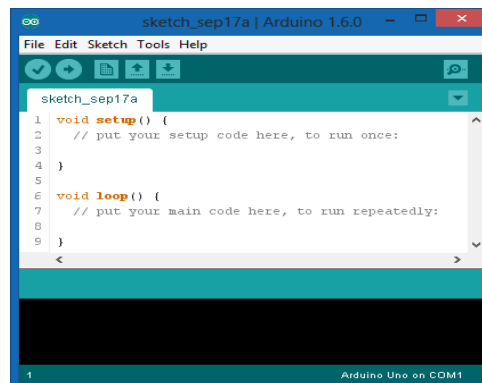 sketch_sep17a | Arduino 1.6.0
File Edit Sketch Tools Help
sketch_sep17a
1 void setup() {
2 // put your setup code here, to run once:
3
4 }
5
6 void loop() {
7 // put your main code here, to run repeatedly:
8
9 }
1 Arduino Uno on COM1